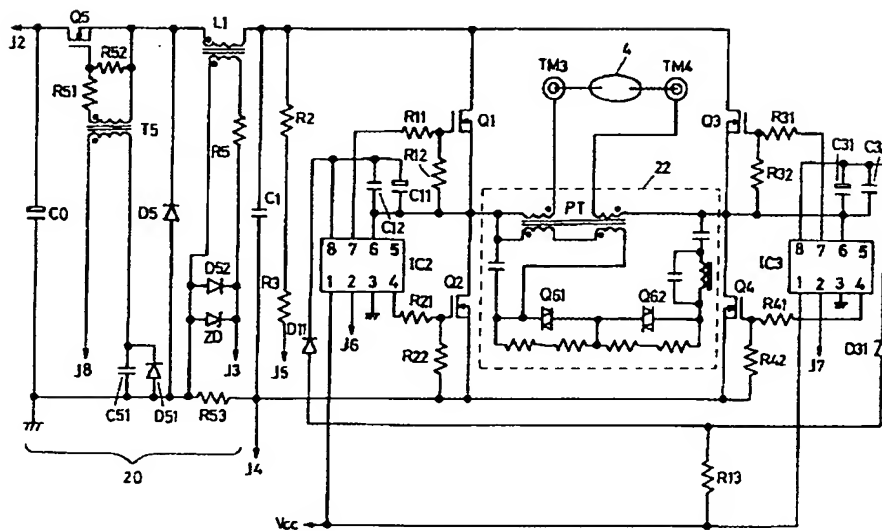 Q5
L1
4
J2
R52
TM3
TM4
R51
Q1
Q3
R31
R11
C31
T5
R2
R12
R32
R5
22
C0
D5
C1
C11
PT
C12
8 7 6 5
IC2
8 7 6 5
IC3
D52
R3
1 2 3 4
Q2
Q61
Q62
Q4
1 2 3 4
R21
R41
ZD
D11
J6
J8
J3
J5
R22
R42
J7
D31
C51
D51
R53
20
J4
R13
Vcc